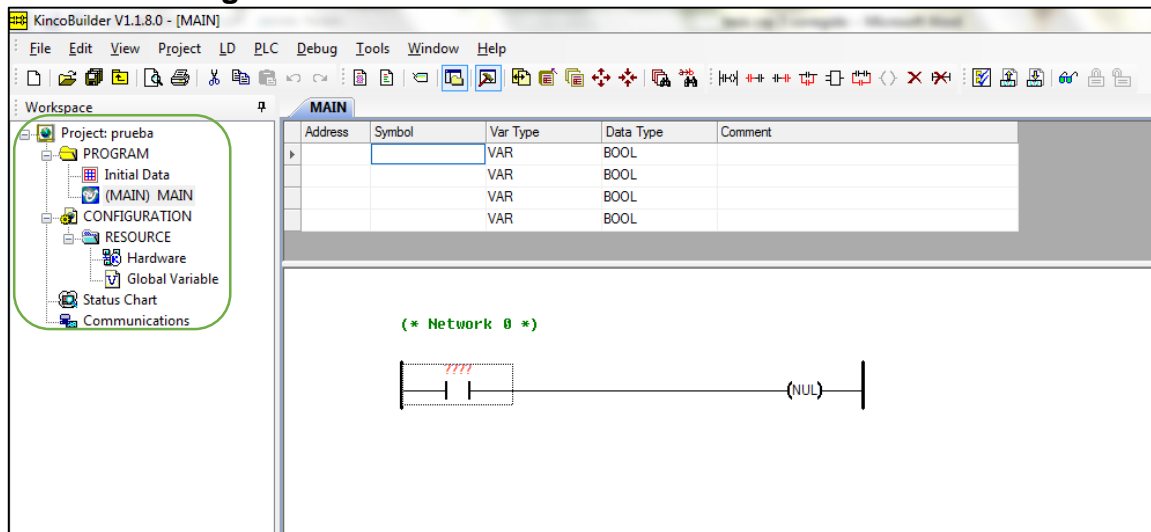 KincoBuilder V1.1.8.0 - [MAIN]
File Edit View Project LD PLC Debug Tools Window Help
Workspace
MAIN
Project: prueba
PROGRAM
Initial Data
(MAIN) MAIN
CONFIGURATION
RESOURCE
Hardware
Global Variable
Status Chart
Communications
Address Symbol Var Type Data Type Comment
VAR BOOL
VAR BOOL
VAR BOOL
VAR BOOL
(* Network 0 *)
????
(NUL)